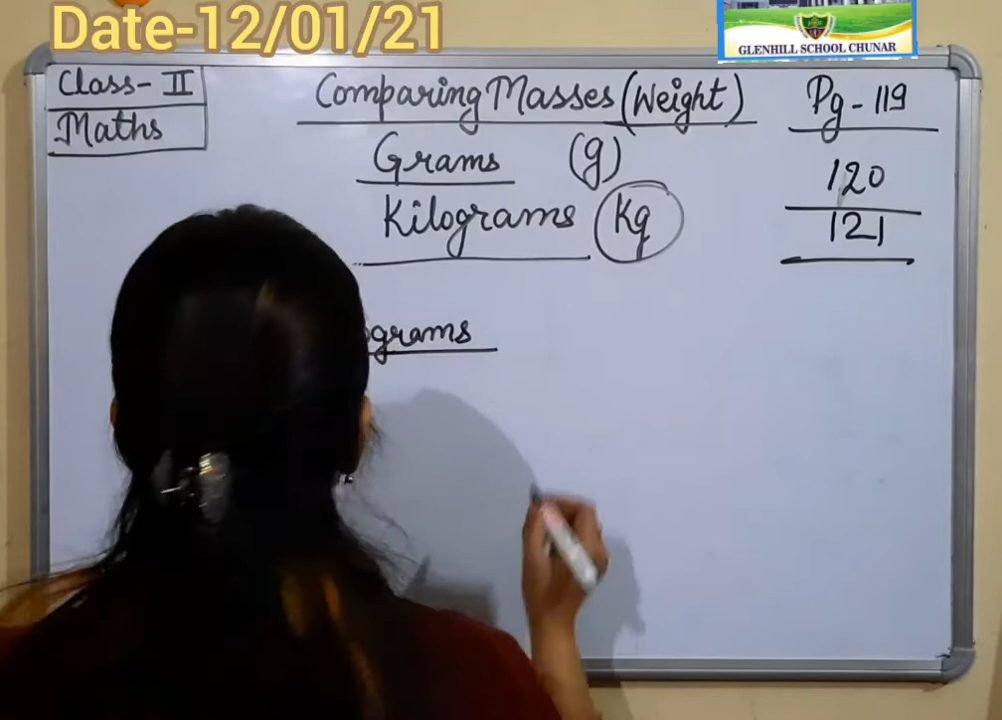 Date-12/01/21
GLENHILL SCHOOL CHUNAR
Class- II
Maths
Comparing Masses (Weight)
Grams (g)
Kilograms (Kg)
Pg - 119
120
121
ograms